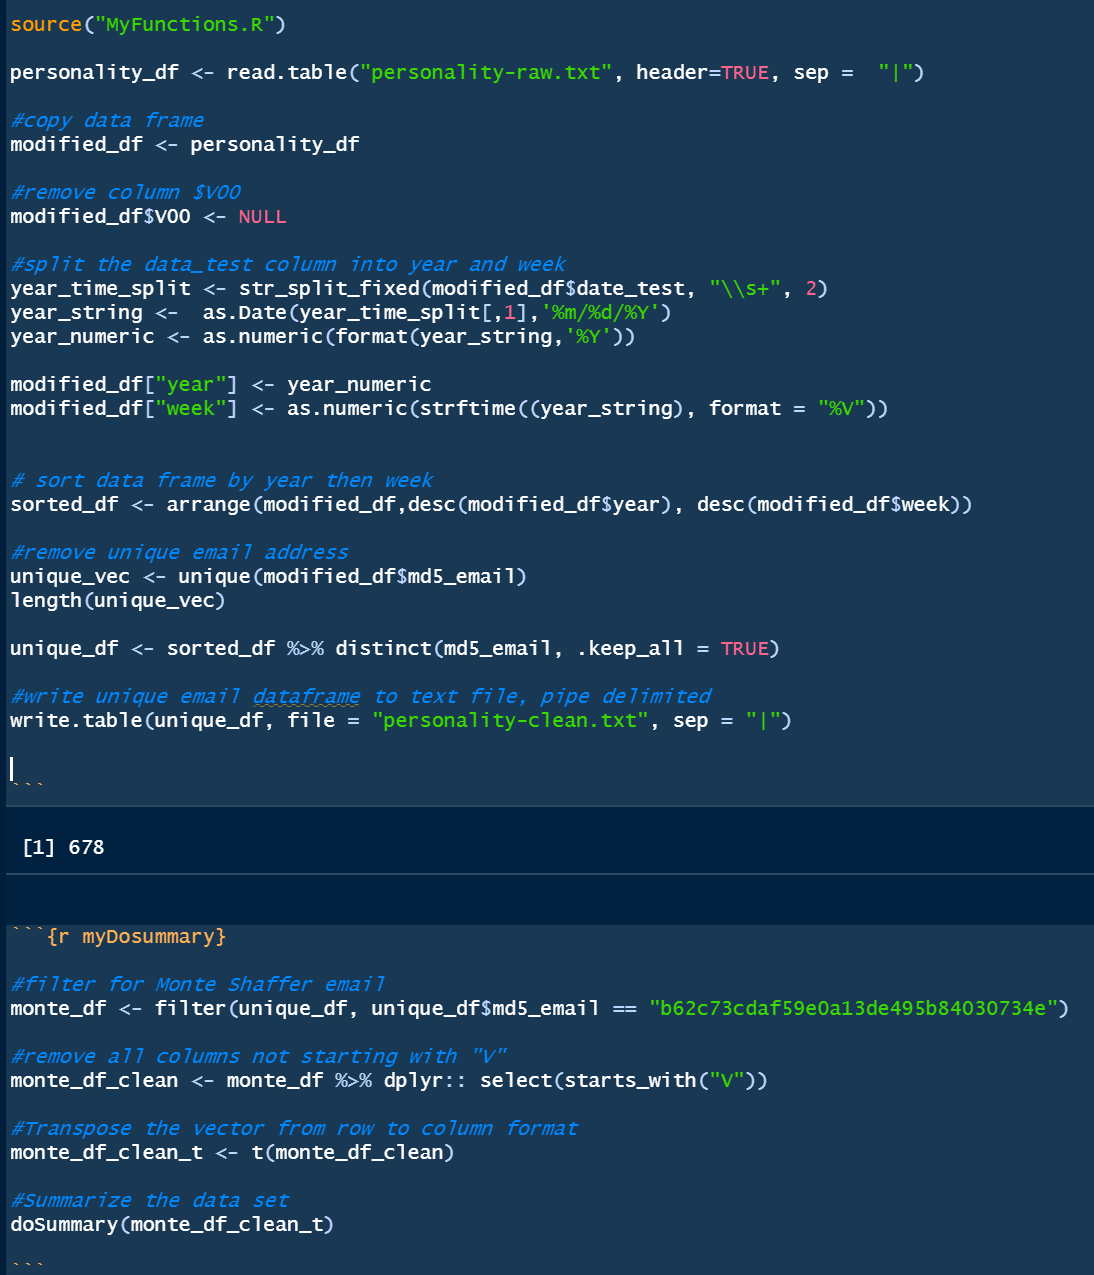 source("MyFunctions.R")
personality_df <- read.table("personality-raw.txt", header=TRUE, sep =  "|")
#copy data frame
modified_df <- personality_df
#remove column $V00
modified_df$V00 <- NULL
#split the data_test column into year and week
year_time_split <- str_split_fixed(modified_df$date_test, "\\s+", 2)
year_string <-  as.Date(year_time_split[,1],'%m/%d/%Y')
year_numeric <- as.numeric(format(year_string,'%Y'))
modified_df["year"] <- year_numeric
modified_df["week"] <- as.numeric(strftime((year_string), format = "%V"))
# sort data frame by year then week
sorted_df <- arrange(modified_df,desc(modified_df$year), desc(modified_df$week))
#remove unique email address
unique_vec <- unique(modified_df$md5_email)
length(unique_vec)
unique_df <- sorted_df %>% distinct(md5_email, .keep_all = TRUE)
#write unique email dataframe to text file, pipe delimited
write.table(unique_df, file = "personality-clean.txt", sep = "|")
```
[1] 678
```{r myDosummary}
#filter for Monte Shaffer email
monte_df <- filter(unique_df, unique_df$md5_email == "b62c73cdaf59e0a13de495b84030734e")
#remove all columns not starting with "V"
monte_df_clean <- monte_df %>% dplyr:: select(starts_with("V"))
#Transpose the vector from row to column format
monte_df_clean_t <- t(monte_df_clean)
#Summarize the data set
doSummary(monte_df_clean_t)
```